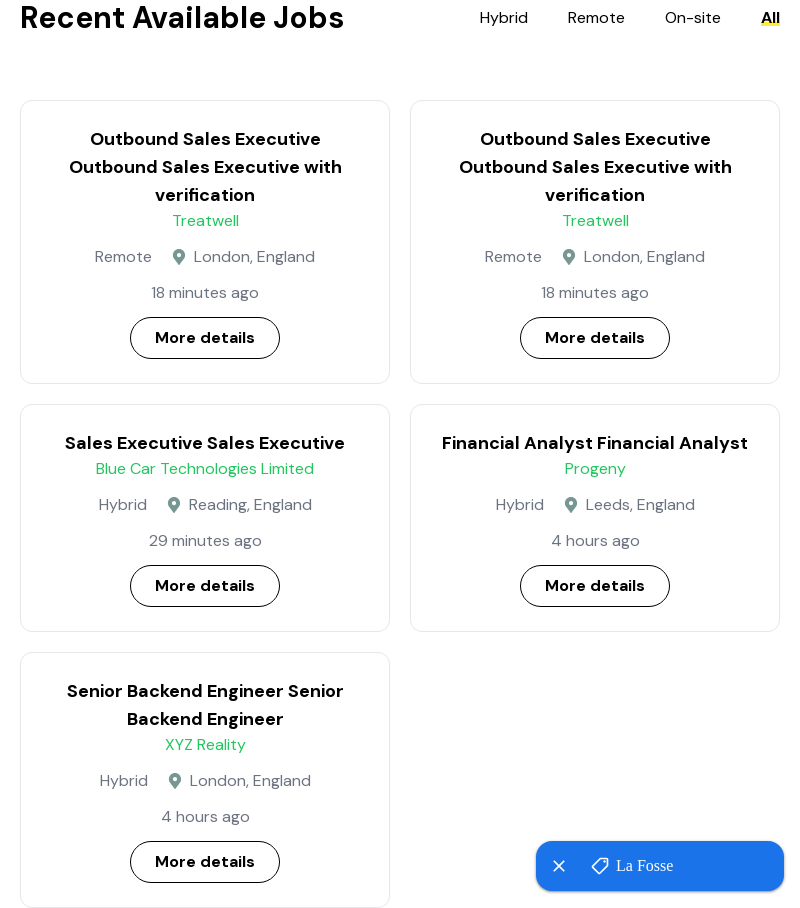 Recent Available Jobs
Hybrid
Remote
On-site
All
Outbound Sales Executive
Outbound Sales Executive with
verification
Treatwell
Remote
London, England
18 minutes ago
More details
Outbound Sales Executive
Outbound Sales Executive with
verification
Treatwell
Remote
London, England
18 minutes ago
More details
Sales Executive Sales Executive
Blue Car Technologies Limited
Hybrid
Reading, England
29 minutes ago
More details
Financial Analyst Financial Analyst
Progeny
Hybrid
Leeds, England
4 hours ago
More details
Senior Backend Engineer Senior
Backend Engineer
XYZ Reality
Hybrid
London, England
4 hours ago
More details
La Fosse